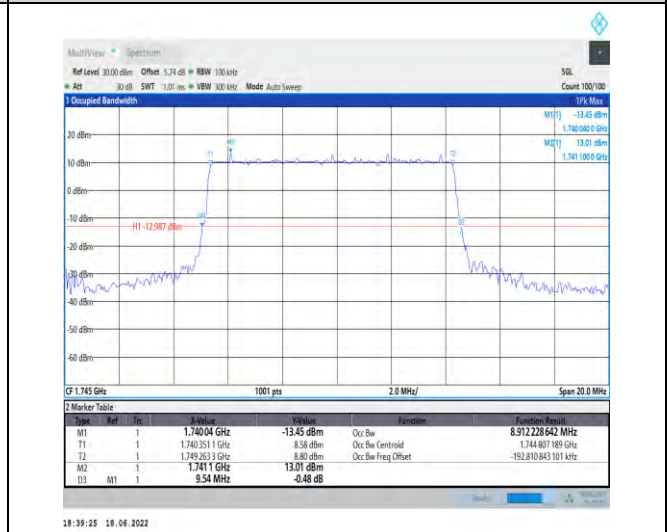 MultiView Spectrum
Ref Level 30.00 dBm Offset 5.74 dB RBW 100 kHz SGL
Att 30 dB SWT 1.01 ms VBW 300 kHz Mode Auto Sweep Count 100/100
1 Occupied Bandwidth 1Pk Max
M1[1] -13.45 dBm
1.740 040 0 GHz
M2[1] 13.01 dBm
1.741 100 0 GHz
20 dBm
M2
T1 T2
10 dBm
0 dBm
-10 dBm
M1 D3
H1 -12.987 dBm
-20 dBm
-30 dBm
-40 dBm
-50 dBm
-60 dBm
CF 1.745 GHz 1001 pts 2.0 MHz/ Span 20.0 MHz
2 Marker Table
Type Ref Trc X-Value Y-Value Function Function Result
M1 1 1.74004 GHz -13.45 dBm Occ Bw 8.912 228 642 MHz
T1 1 1.740 351 1 GHz 8.58 dBm Occ Bw Centroid 1.744 807 189 GHz
T2 1 1.749 263 3 GHz 8.80 dBm Occ Bw Freq Offset -192.810 843 101 kHz
M2 1 1.741 1 GHz 13.01 dBm
D3 M1 1 9.54 MHz -0.48 dB
18:39:25 18.06.2022